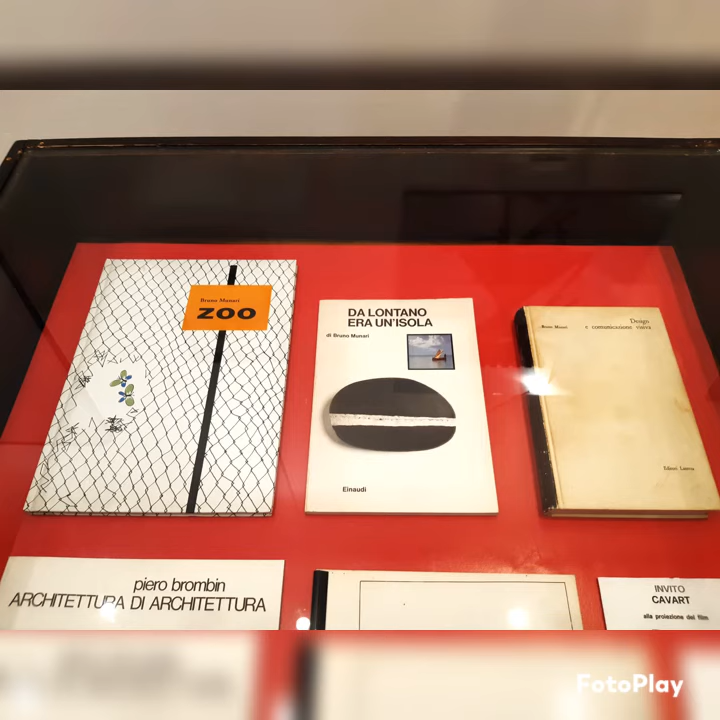 Bruno Munari
ZOO
DA LONTANO
ERA UN'ISOLA
di Bruno Munari
Einaudi
Design
Bruno Munari
e comunicazione visiva
Editori Laterza
piero brombin
ARCHITETTURA DI ARCHITETTURA
INVITO
CAVART
alla proiezione del film
FotoPlay